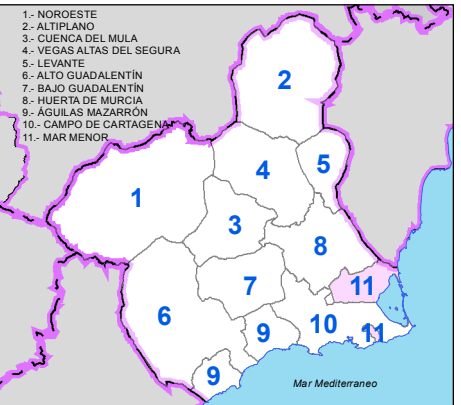 1.- NOROESTE
2.- ALTIPLANO
3.- CUENCA DEL MULA
4.- VEGAS ALTAS DEL SEGURA
5.- LEVANTE
6.- ALTO GUADALENTÍN
7.- BAJO GUADALENTÍN
8.- HUERTA DE MURCIA
9.- ÁGUILAS MAZARRÓN
10.- CAMPO DE CARTAGENA
11.- MAR MENOR
2
4
5
1
3
8
7
11
6
10
9
11
9
Mar Mediterraneo